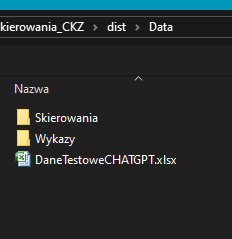 kierowania_CKZ > dist > Data
Nazwa
Skierowania
Wykazy
DaneTestoweCHATGPT.xlsx